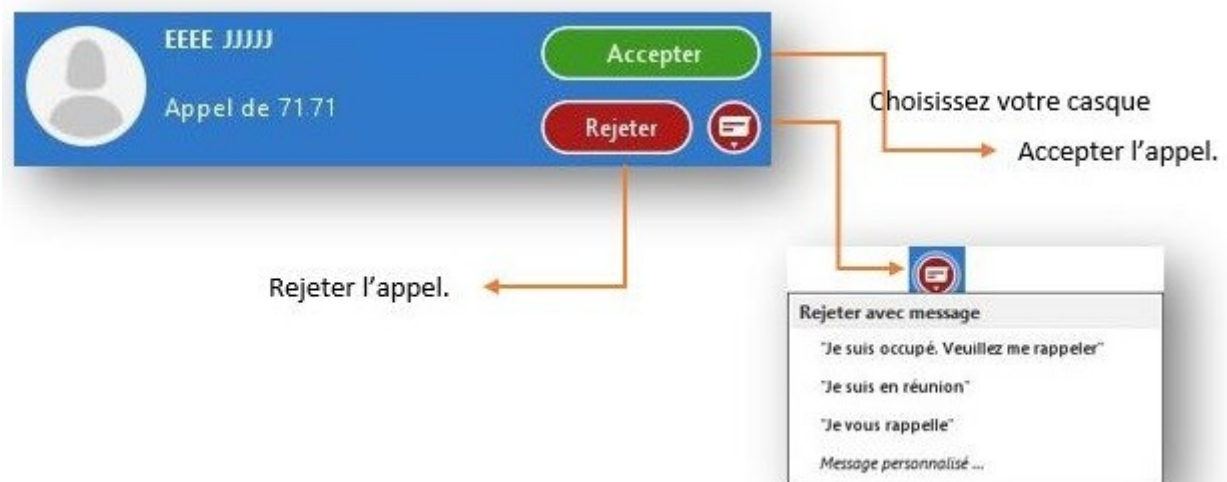 EEEE JJJJJ
Accepter
Appel de 7171
Rejeter
Choisissez votre casque
Accepter l’appel.
Rejeter l’appel.
Rejeter avec message
"Je suis occupé. Veuillez me rappeler"
"Je suis en réunion"
"Je vous rappelle"
Message personnalisé ...